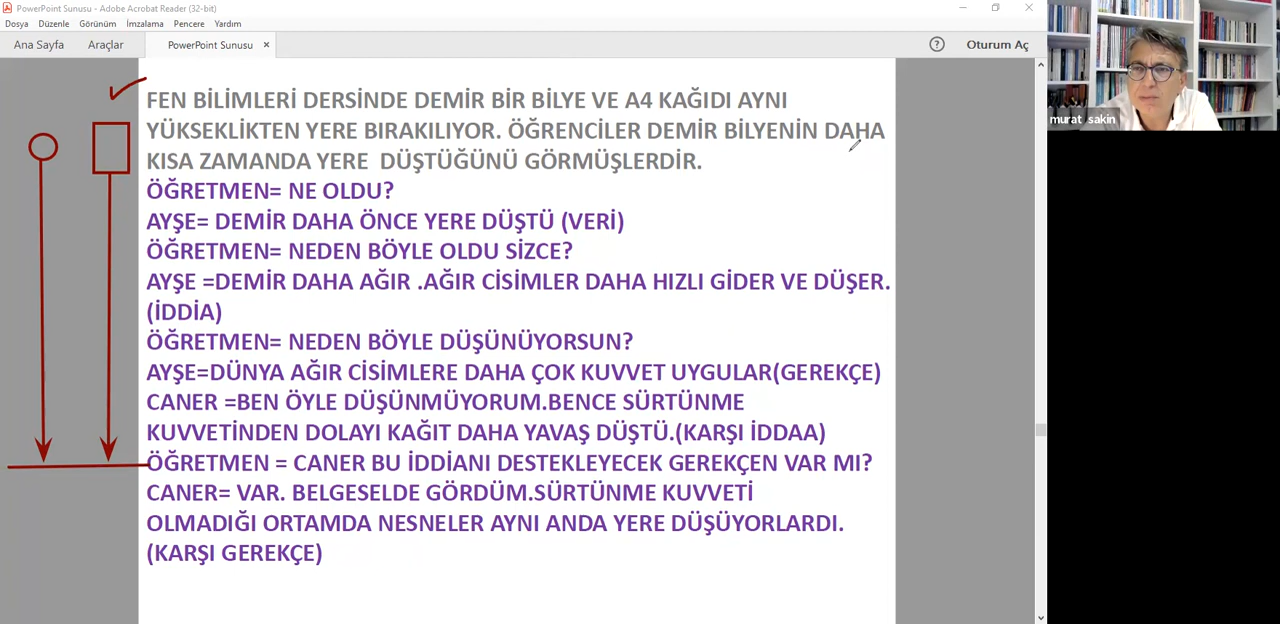 PowerPoint Sunusu - Adobe Acrobat Reader (32-bit)
Dosya Düzenle Görünüm İmzalama Pencere Yardım
Ana Sayfa Araçlar PowerPoint Sunusu × ? Oturum Aç
FEN BİLİMLERİ DERSİNDE DEMİR BİR BİLYE VE A4 KAĞIDI AYNI
YÜKSEKLİKTEN YERE BIRAKILIYOR. ÖĞRENCİLER DEMİR BİLYENİN DAHA
KISA ZAMANDA YERE DÜŞTÜĞÜNÜ GÖRMÜŞLERDİR.
ÖĞRETMEN= NE OLDU?
AYŞE= DEMİR DAHA ÖNCE YERE DÜŞTÜ (VERİ)
ÖĞRETMEN= NEDEN BÖYLE OLDU SİZCE?
AYŞE =DEMİR DAHA AĞIR .AĞIR CİSİMLER DAHA HIZLI GİDER VE DÜŞER.
(İDDİA)
ÖĞRETMEN= NEDEN BÖYLE DÜŞÜNÜYORSUN?
AYŞE=DÜNYA AĞIR CİSİMLERE DAHA ÇOK KUVVET UYGULAR(GEREKÇE)
CANER =BEN ÖYLE DÜŞÜNMÜYORUM.BENCE SÜRTÜNME
KUVVETİNDEN DOLAYI KAĞIT DAHA YAVAŞ DÜŞTÜ.(KARŞI İDDAA)
ÖĞRETMEN = CANER BU İDDİANI DESTEKLEYECEK GEREKÇEN VAR MI?
CANER= VAR. BELGESELDE GÖRDÜM.SÜRTÜNME KUVVETİ
OLMADIĞI ORTAMDA NESNELER AYNI ANDA YERE DÜŞÜYORLARDI.
(KARŞI GEREKÇE)
murat sakin